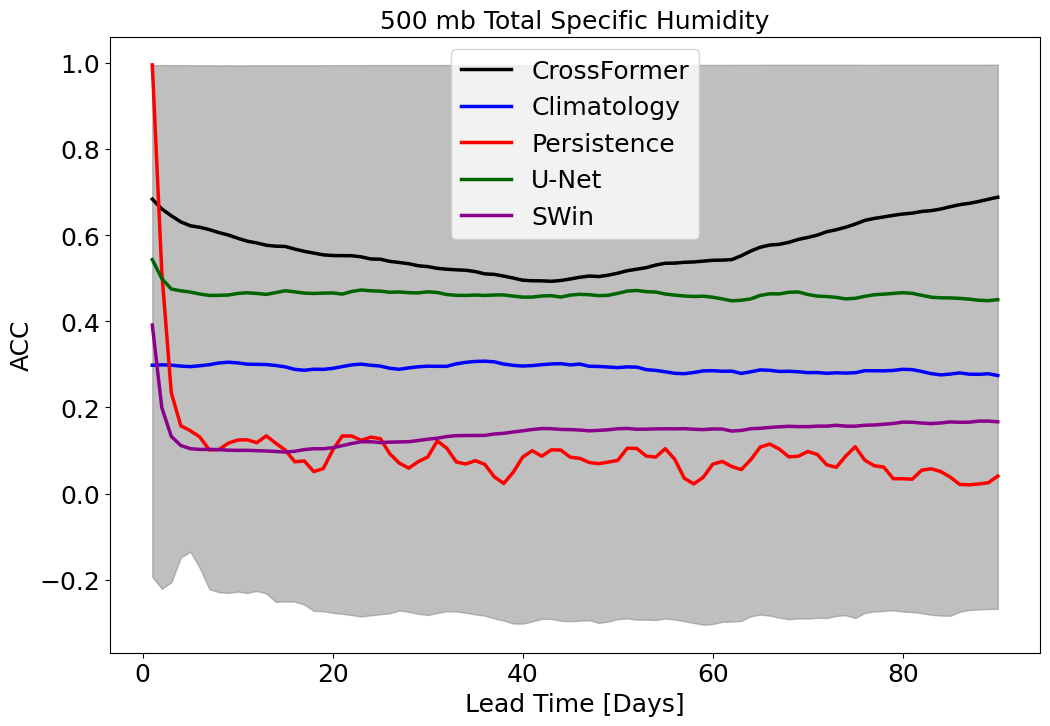 500 mb Total Specific Humidity
CrossFormer
Climatology
Persistence
U-Net
SWin
ACC
1.0
0.8
0.6
0.4
0.2
0.0
−0.2
0
20
40
60
80
Lead Time [Days]